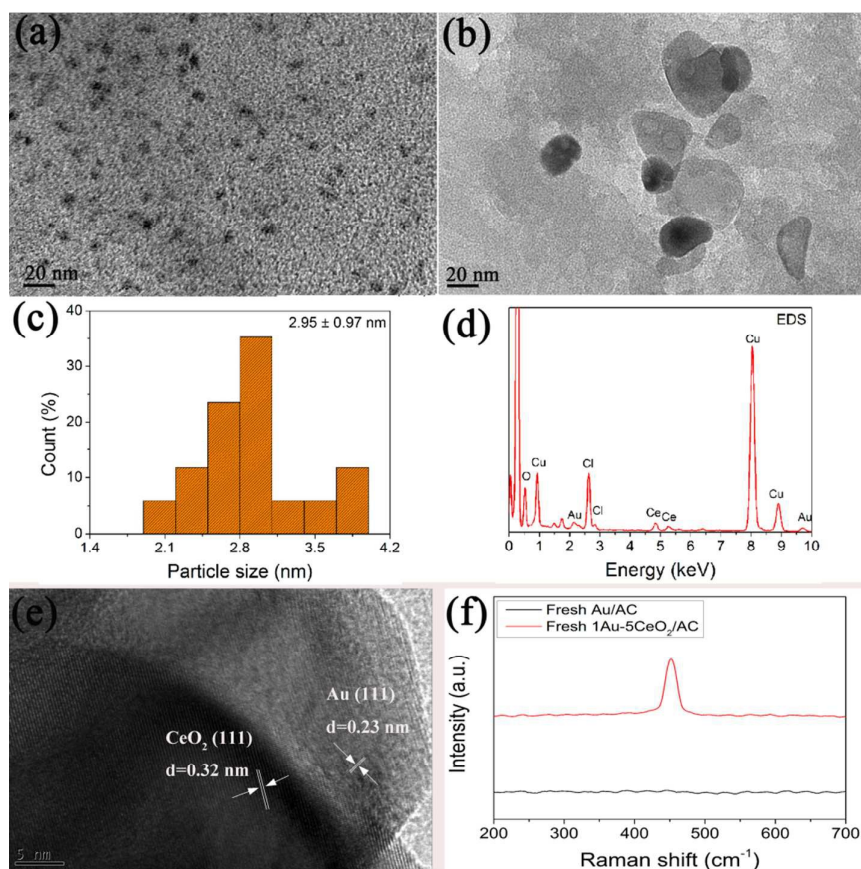 (a)
20 nm
(b)
20 nm
(c)
2.95 ± 0.97 nm
40
30
20
10
0
Count (%)
1.4 2.1 2.8 3.5 4.2
Particle size (nm)
(d)
EDS
O
Cu
Au
Cl
Cl
Ce
Ce
Cu
Cu
Au
0 1 2 3 4 5 6 7 8 9 10
Energy (keV)
(e)
Au (111)
d=0.23 nm
CeO₂ (111)
d=0.32 nm
5 nm
(f)
Fresh Au/AC
Fresh 1Au-5CeO₂/AC
Intensity (a.u.)
200 300 400 500 600 700
Raman shift (cm⁻¹)